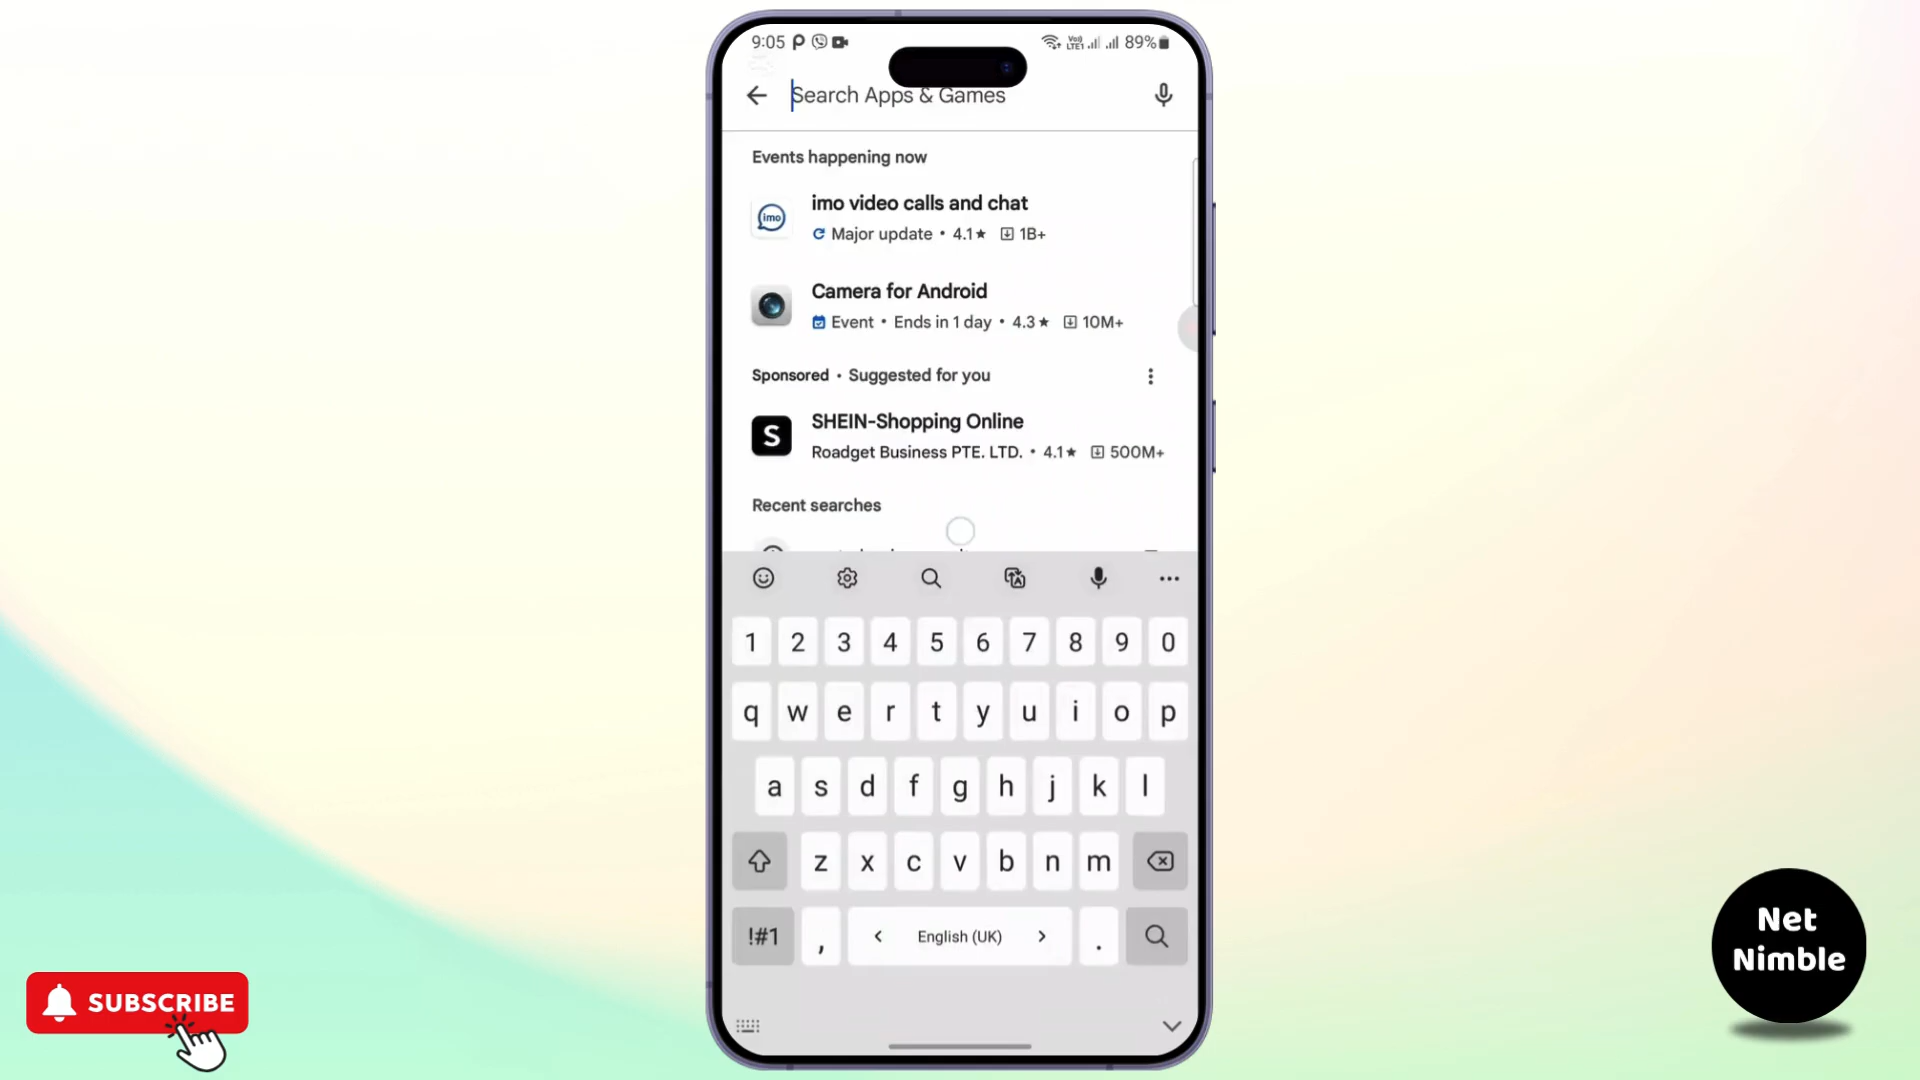 9:05 89%
Search Apps & Games
Events happening now
imo
imo video calls and chat
Major update • 4.1★ 1B+
Camera for Android
Event • Ends in 1 day • 4.3★ 10M+
Sponsored • Suggested for you
S
SHEIN-Shopping Online
Roadget Business PTE. LTD. • 4.1★ 500M+
Recent searches
1 2 3 4 5 6 7 8 9 0
q w e r t y u i o p
a s d f g h j k l
z x c v b n m
!#1 , < English (UK) > .
SUBSCRIBE
Net
Nimble